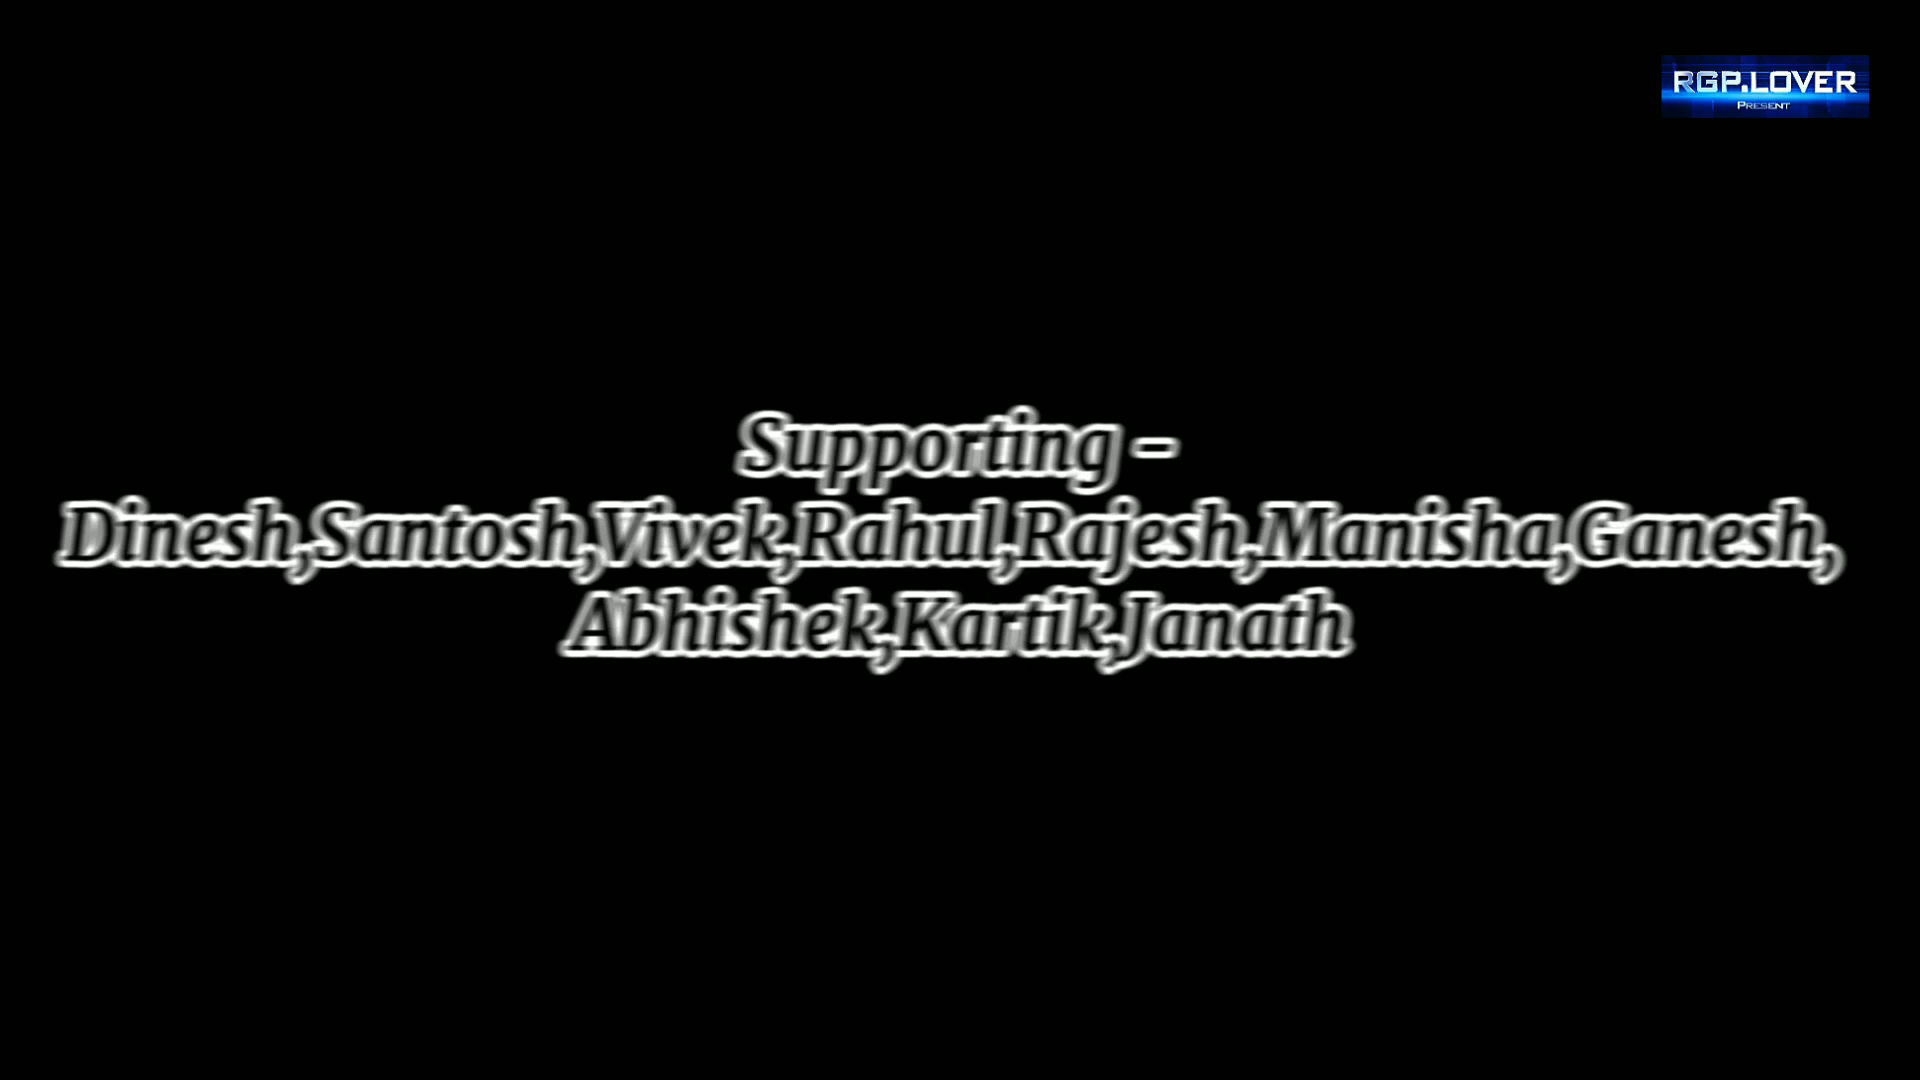 RGP.LOVER
PRESENT
Supporting -
Dinesh,Santosh,Vivek,Rahul,Rajesh,Manisha,Ganesh,
Abhishek,Kartik,Janath